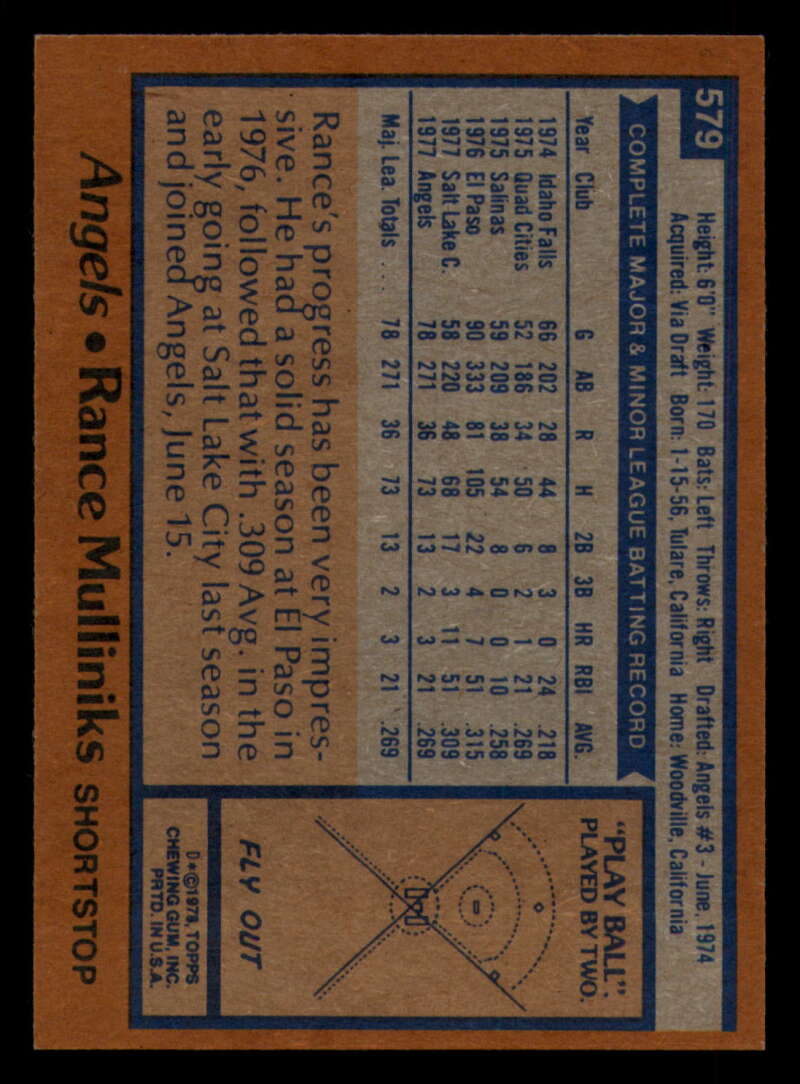 579
Height: 6'0" Weight: 170 Bats: Left Throws: Right Drafted: Angels #3 - June, 1974
Acquired: Via Draft Born: 1-15-56, Tulare, California Home: Woodville, California
COMPLETE MAJOR & MINOR LEAGUE BATTING RECORD
Year Club G AB R H 2B 3B HR RBI AVG.
1974 Idaho Falls 66 202 28 44 8 3 0 24 .218
1975 Quad Cities 52 186 34 50 6 2 1 21 .269
1975 Salinas 59 209 38 54 8 0 0 10 .258
1976 El Paso 90 333 81 105 22 4 7 51 .315
1977 Salt Lake C. 58 220 48 68 17 3 11 51 .309
1977 Angels 78 271 36 73 13 2 3 21 .269
Maj. Lea. Totals .... 78 271 36 73 13 2 3 21 .269
Rance's progress has been very impres-
sive. He had a solid season at El Paso in
1976, followed that with .309 Avg. in the
early going at Salt Lake City last season
and joined Angels, June 15.
"PLAY BALL".
PLAYED BY TWO.
FLY OUT
D*©1978, TOPPS
CHEWING GUM, INC.
PRTD. IN U.S.A.
Angels • Rance Mulliniks SHORTSTOP